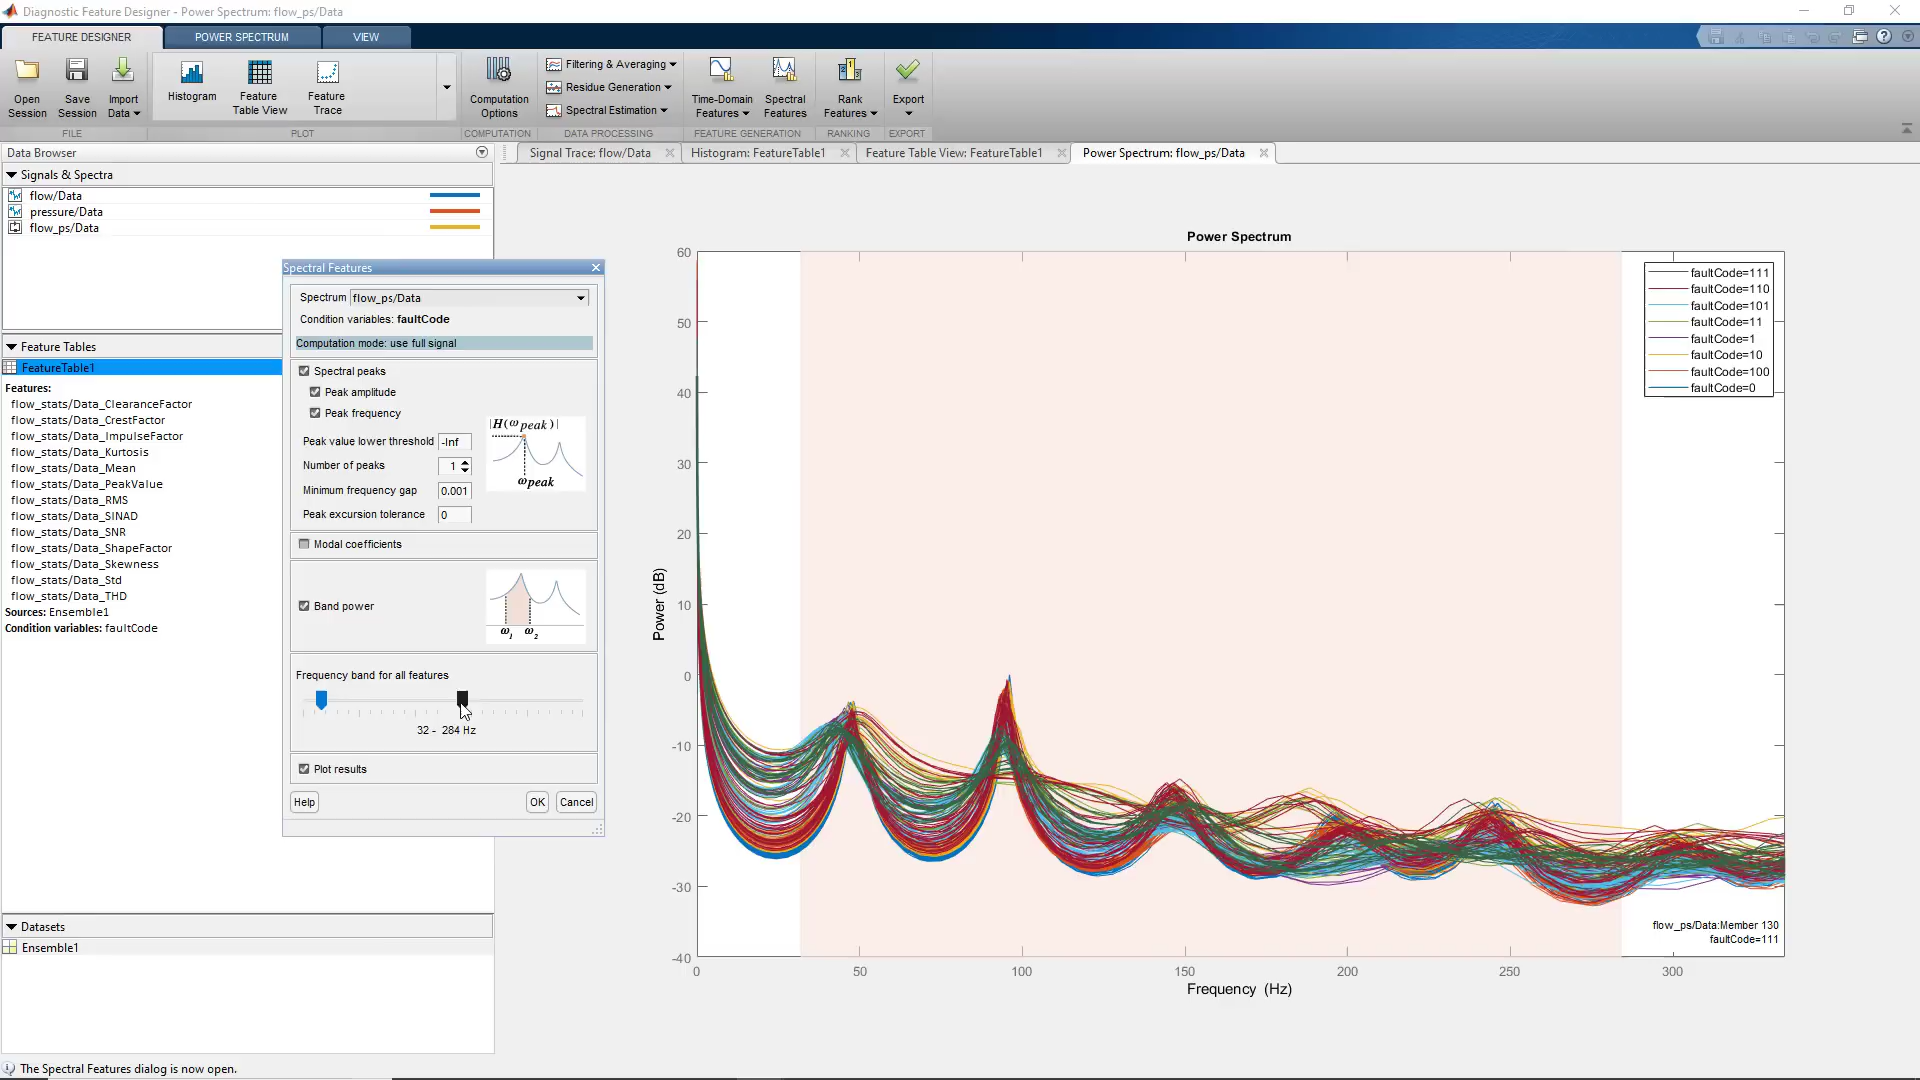 Diagnostic Feature Designer - Power Spectrum: flow_ps/Data
FEATURE DESIGNER
POWER SPECTRUM
VIEW
Open Session
Save Session
Import Data
Histogram
Feature Table View
Feature Trace
Computation Options
Filtering & Averaging
Residue Generation
Spectral Estimation
Time-Domain Features
Spectral Features
Rank Features
Export
FILE
PLOT
COMPUTATION
DATA PROCESSING
FEATURE GENERATION
RANKING
EXPORT
Data Browser
Signal Trace: flow/Data
Histogram: FeatureTable1
Feature Table View: FeatureTable1
Power Spectrum: flow_ps/Data
Signals & Spectra
flow/Data
pressure/Data
flow_ps/Data
Feature Tables
FeatureTable1
Features:
flow_stats/Data_ClearanceFactor
flow_stats/Data_CrestFactor
flow_stats/Data_ImpulseFactor
flow_stats/Data_Kurtosis
flow_stats/Data_Mean
flow_stats/Data_PeakValue
flow_stats/Data_RMS
flow_stats/Data_SINAD
flow_stats/Data_SNR
flow_stats/Data_ShapeFactor
flow_stats/Data_Skewness
flow_stats/Data_Std
flow_stats/Data_THD
Sources: Ensemble1
Condition variables: faultCode
Datasets
Ensemble1
The Spectral Features dialog is now open.
Spectral Features
Spectrum flow_ps/Data
Condition variables: faultCode
Computation mode: use full signal
Spectral peaks
Peak amplitude
Peak frequency
Peak value lower threshold -Inf
Number of peaks 1
Minimum frequency gap 0.001
Peak excursion tolerance 0
|H(ωpeak)|
ωpeak
Modal coefficients
Band power
ω1 ω2
Frequency band for all features
32 - 284 Hz
Plot results
Help
OK
Cancel
Power Spectrum
60
50
40
30
20
10
0
-10
-20
-30
-40
Power (dB)
0 50 100 150 200 250 300
Frequency (Hz)
faultCode=111
faultCode=110
faultCode=101
faultCode=11
faultCode=1
faultCode=10
faultCode=100
faultCode=0
flow_ps/Data:Member 130
faultCode=111